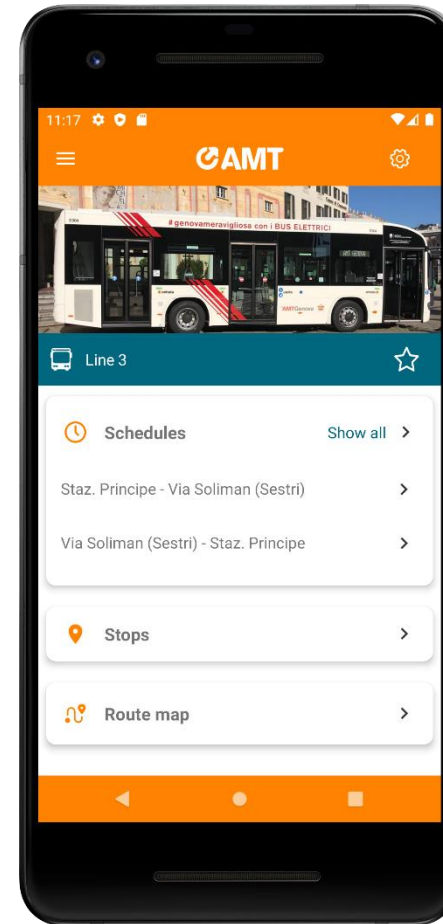 11:17
AMT
#genovameravigliosa con i BUS ELETTRICI
AMTGenova
Line 3
Schedules
Show all
Staz. Principe - Via Soliman (Sestri)
Via Soliman (Sestri) - Staz. Principe
Stops
Route map